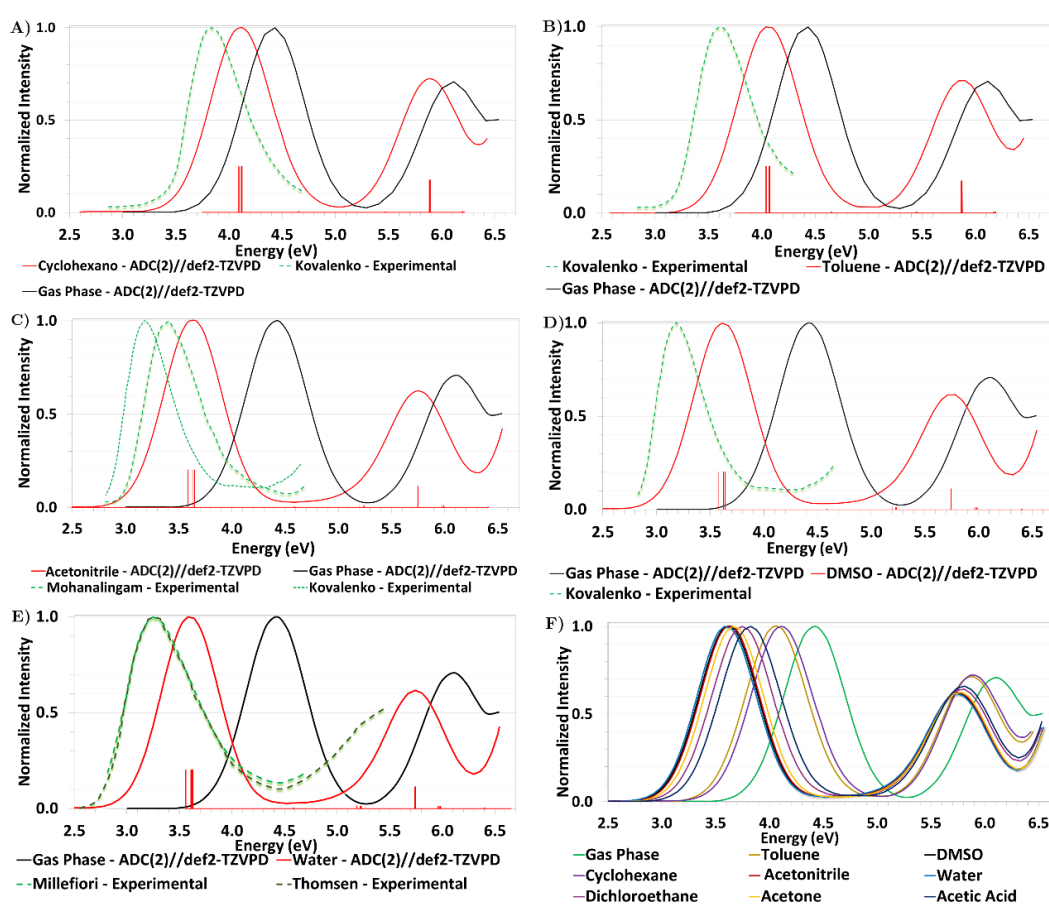 A)
Normalized Intensity
1.0
0.5
0.0
2.5 3.0 3.5 4.0 4.5 5.0 5.5 6.0 6.5
Energy (eV)
Cyclohexano - ADC(2)//def2-TZVPD
Kovalenko - Experimental
Gas Phase - ADC(2)//def2-TZVPD
B)
Normalized Intensity
1.0
0.5
0.0
2.5 3.0 3.5 4.0 4.5 5.0 5.5 6.0 6.5
Energy (eV)
Kovalenko - Experimental
Toluene - ADC(2)//def2-TZVPD
Gas Phase - ADC(2)//def2-TZVPD
C)
Normalized Intensity
1.0
0.5
0.0
2.5 3.0 3.5 4.0 4.5 5.0 5.5 6.0 6.5
Energy (eV)
Acetonitrile - ADC(2)//def2-TZVPD
Gas Phase - ADC(2)//def2-TZVPD
Mohanalingam - Experimental
Kovalenko - Experimental
D)
Normalized Intensity
1.0
0.5
0.0
2.5 3.0 3.5 4.0 4.5 5.0 5.5 6.0 6.5
Energy (eV)
Gas Phase - ADC(2)//def2-TZVPD
DMSO - ADC(2)//def2-TZVPD
Kovalenko - Experimental
E)
Normalized Intensity
1.0
0.5
0.0
2.5 3.0 3.5 4.0 4.5 5.0 5.5 6.0 6.5
Energy (eV)
Gas Phase - ADC(2)//def2-TZVPD
Water - ADC(2)//def2-TZVPD
Millefiori - Experimental
Thomsen - Experimental
F)
Normalized Intensity
1.0
0.5
0.0
2.5 3.0 3.5 4.0 4.5 5.0 5.5 6.0 6.5
Energy (eV)
Gas Phase
Toluene
DMSO
Cyclohexane
Acetonitrile
Water
Dichloroethane
Acetone
Acetic Acid